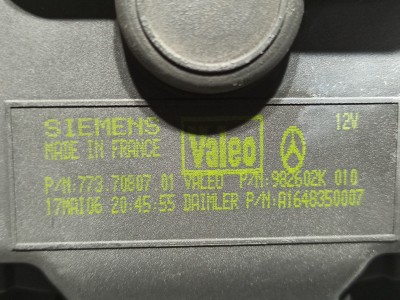 SIEMENS Valeo 12V
MADE IN FRANCE
P/N:773.70807.01 VALEO P/N:982602K 010
17MAI06 20:45:55 DAIMLER P/N:A1648350007